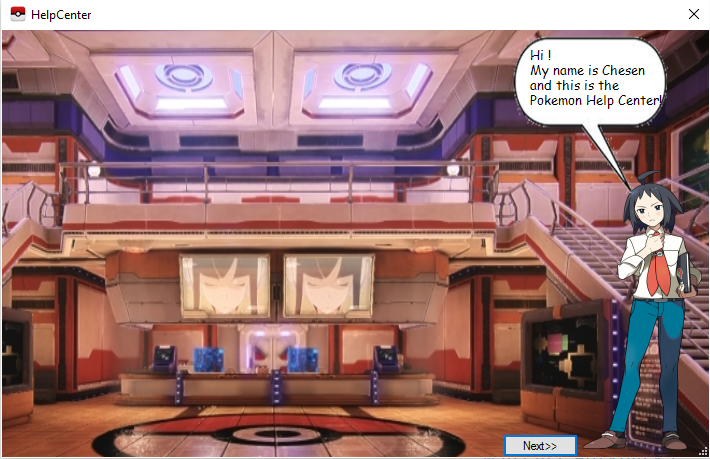 HelpCenter
Hi !
My name is Chesen
and this is the
Pokemon Help Center!
Next>>